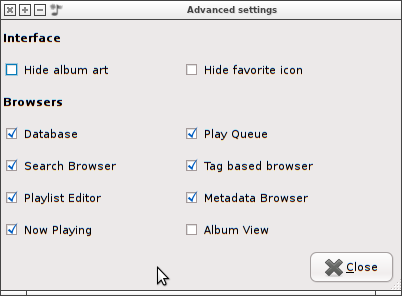 Advanced settings
Interface
Hide album art Hide favorite icon
Browsers
Database Play Queue
Search Browser Tag based browser
Playlist Editor Metadata Browser
Now Playing Album View
Close